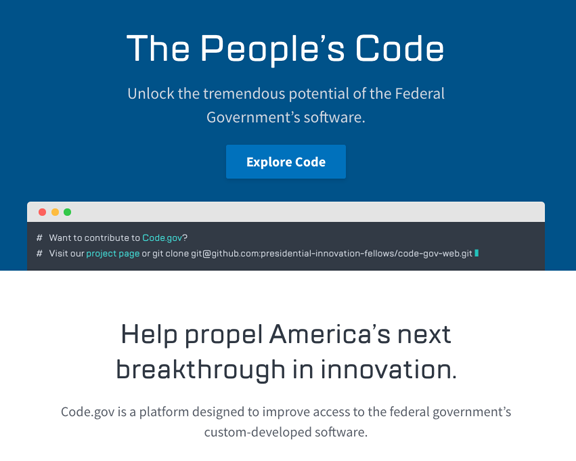 The People’s Code
Unlock the tremendous potential of the Federal
Government’s software.
Explore Code
# Want to contribute to Code.gov?
# Visit our project page or git clone git@github.com:presidential-innovation-fellows/code-gov-web.git
Help propel America’s next
breakthrough in innovation.
Code.gov is a platform designed to improve access to the federal government’s
custom-developed software.